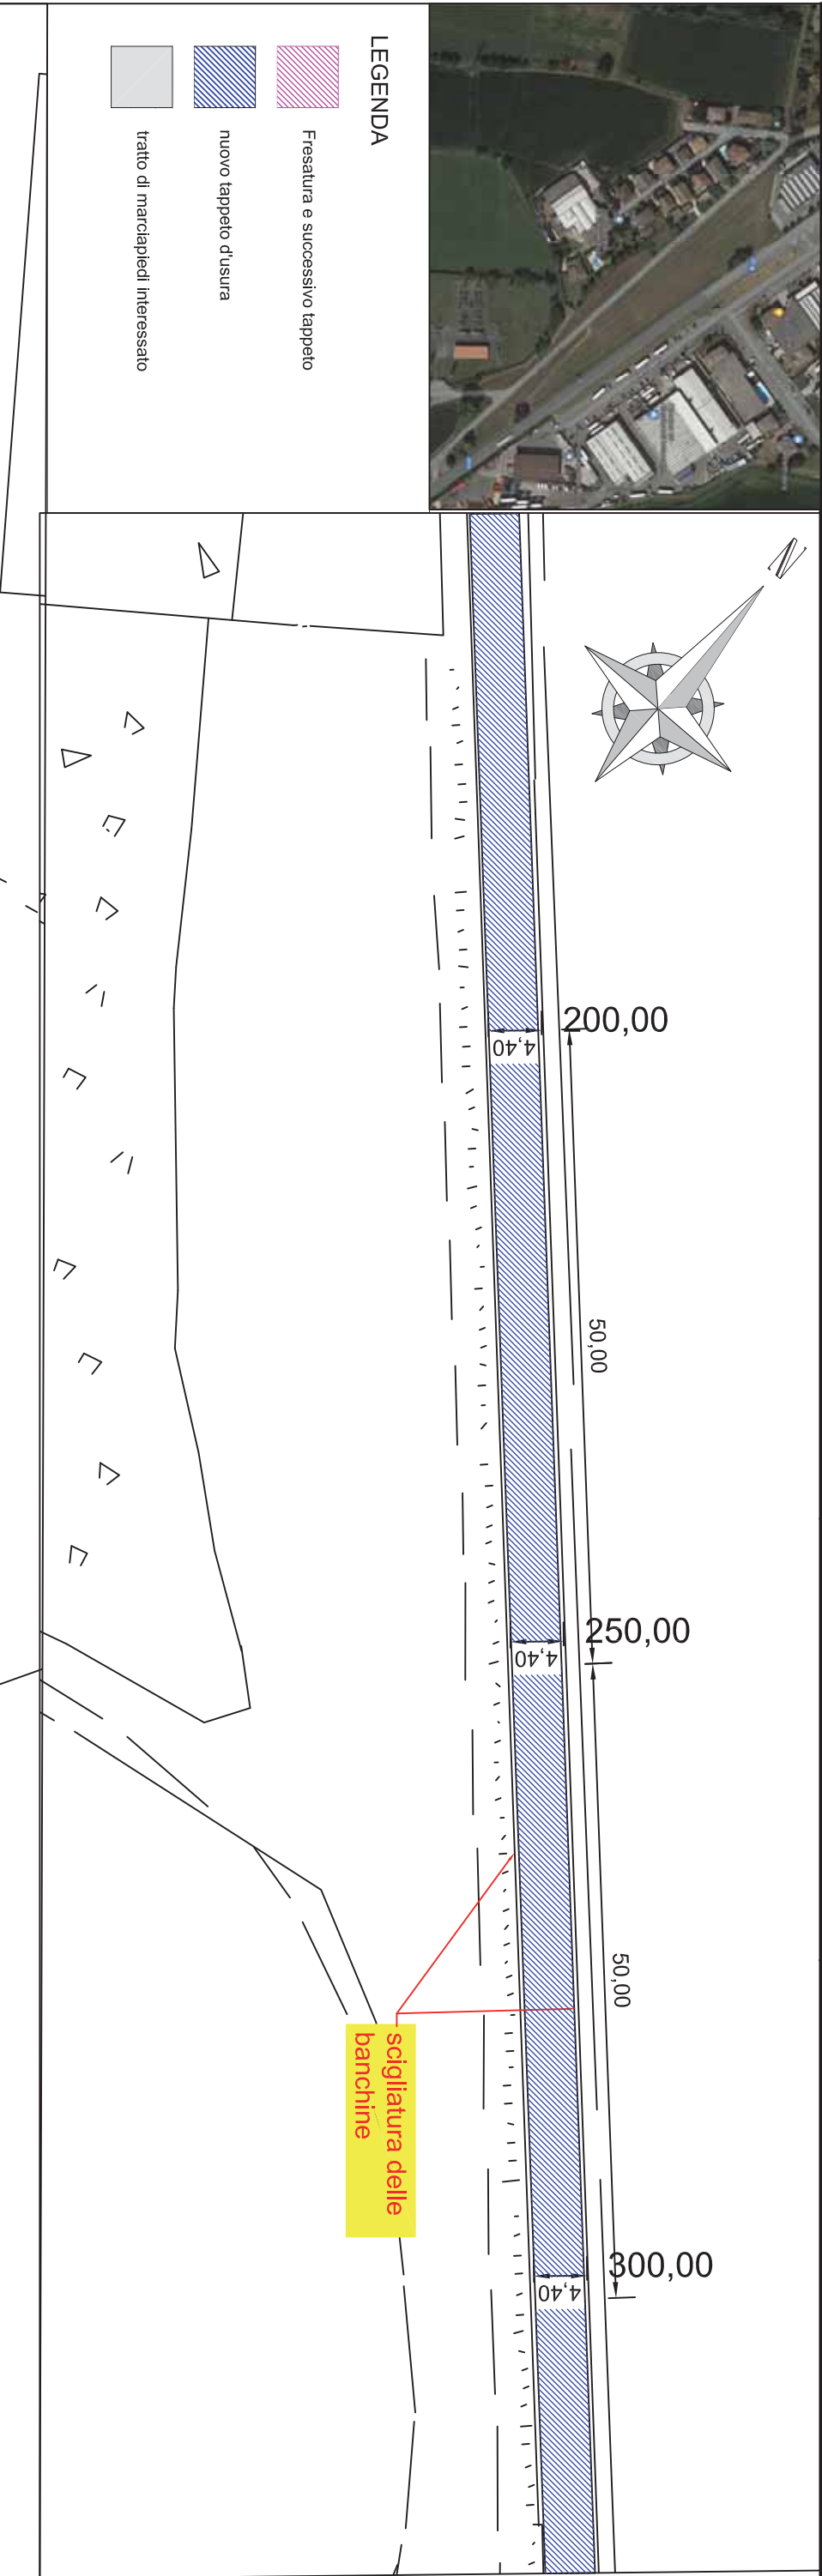 LEGENDA
Fresatura e successivo tappeto
nuovo tappeto d'usura
tratto di marciapiedi interessato
N
200,00
4,40
50,00
250,00
4,40
50,00
scigliatura delle
banchine
300,00
4,40